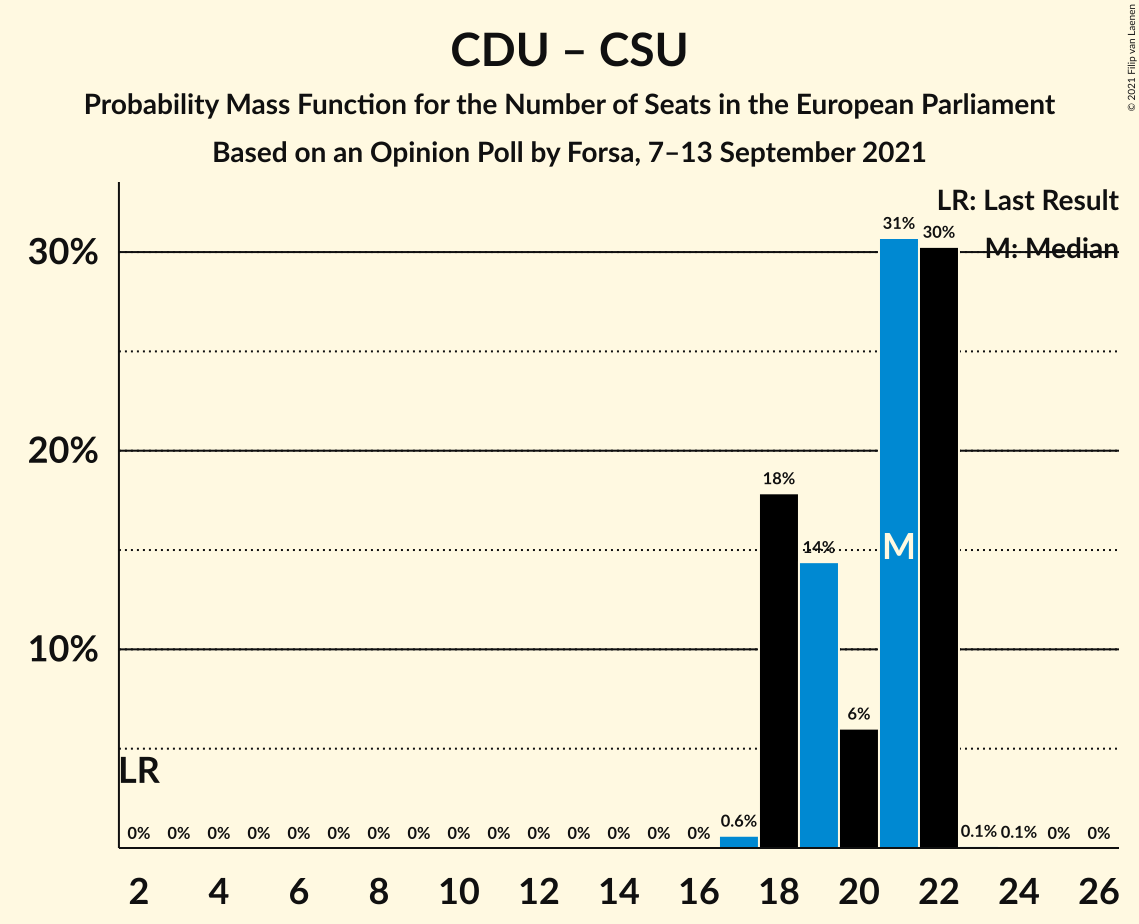 © 2021 Filip van Laenen
CDU – CSU
Probability Mass Function for the Number of Seats in the European Parliament
Based on an Opinion Poll by Forsa, 7–13 September 2021
LR: Last Result
M: Median
30%
20%
10%
31%
30%
18%
14%
M
6%
LR
0% 0% 0% 0% 0% 0% 0% 0% 0% 0% 0% 0% 0% 0% 0% 0.6% 0.1% 0.1% 0% 0%
2 4 6 8 10 12 14 16 18 20 22 24 26